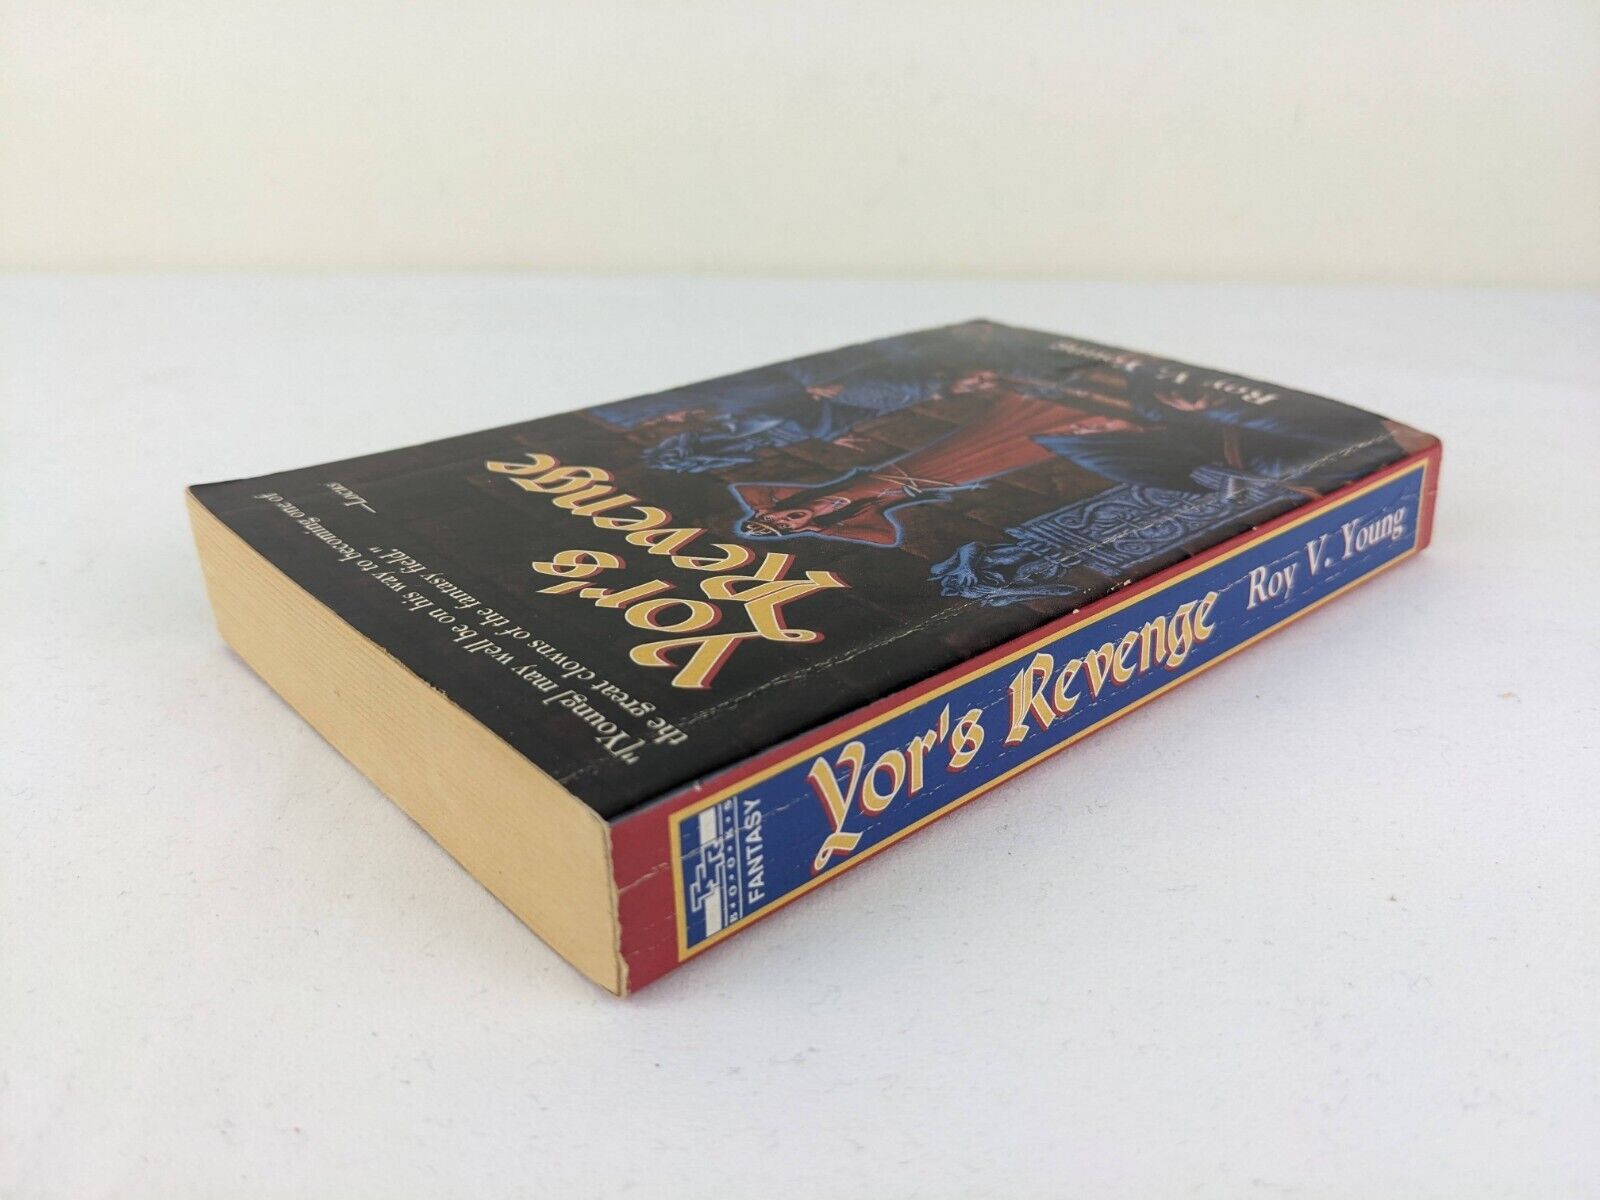 Roy V. Young
Yor's
Revenge
"[Young] may well be on his way to becoming one of
the great clowns of the fantasy field."
—Locus
TSR
B•O•O•K•S
FANTASY
Yor's Revenge
Roy V. Young